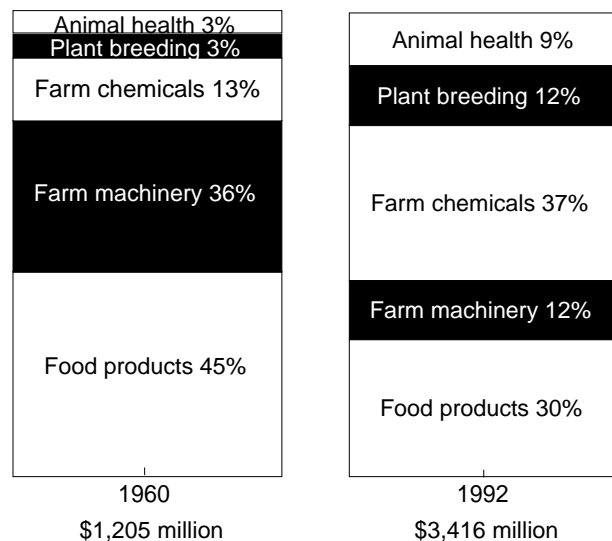 Animal health 3%
Plant breeding 3%
Farm chemicals 13%
Farm machinery 36%
Food products 45%
1960
$1,205 million
Animal health 9%
Plant breeding 12%
Farm chemicals 37%
Farm machinery 12%
Food products 30%
1992
$3,416 million